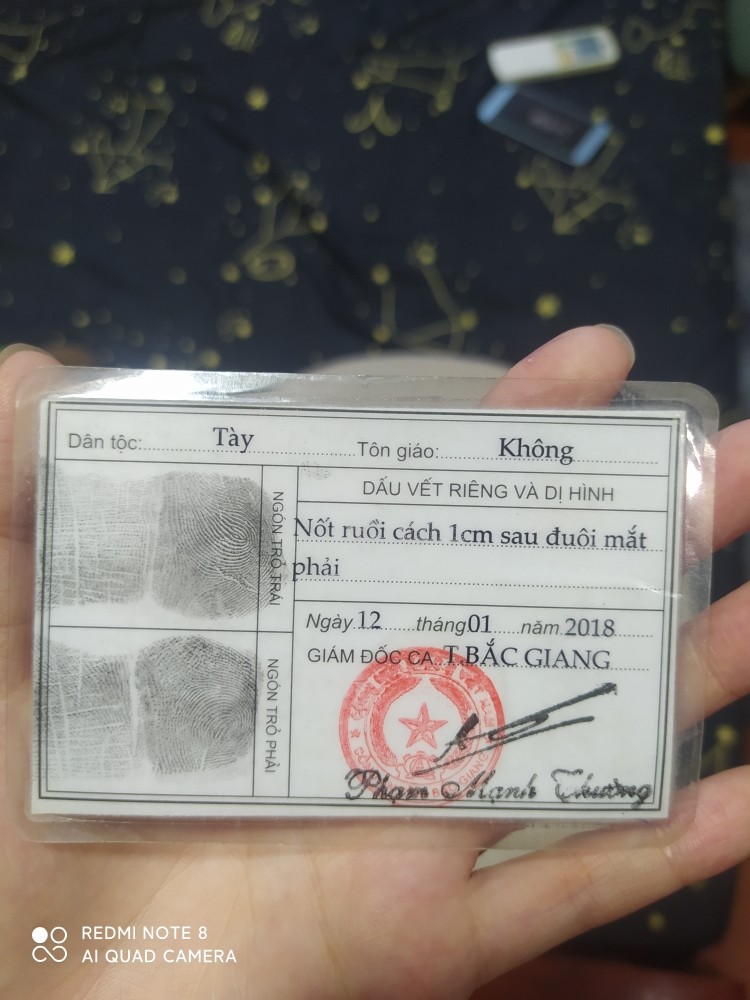 Dân tộc: Tày Tôn giáo: Không
DẤU VẾT RIÊNG VÀ DỊ HÌNH
NGÓN TRỎ TRÁI
Nốt ruồi cách 1cm sau đuôi mắt
phải
Ngày 12 tháng 01 năm 2018
GIÁM ĐỐC CA T.BẮC GIANG
NGÓN TRỎ PHẢI
Phạm Mạnh Thường
REDMI NOTE 8
AI QUAD CAMERA